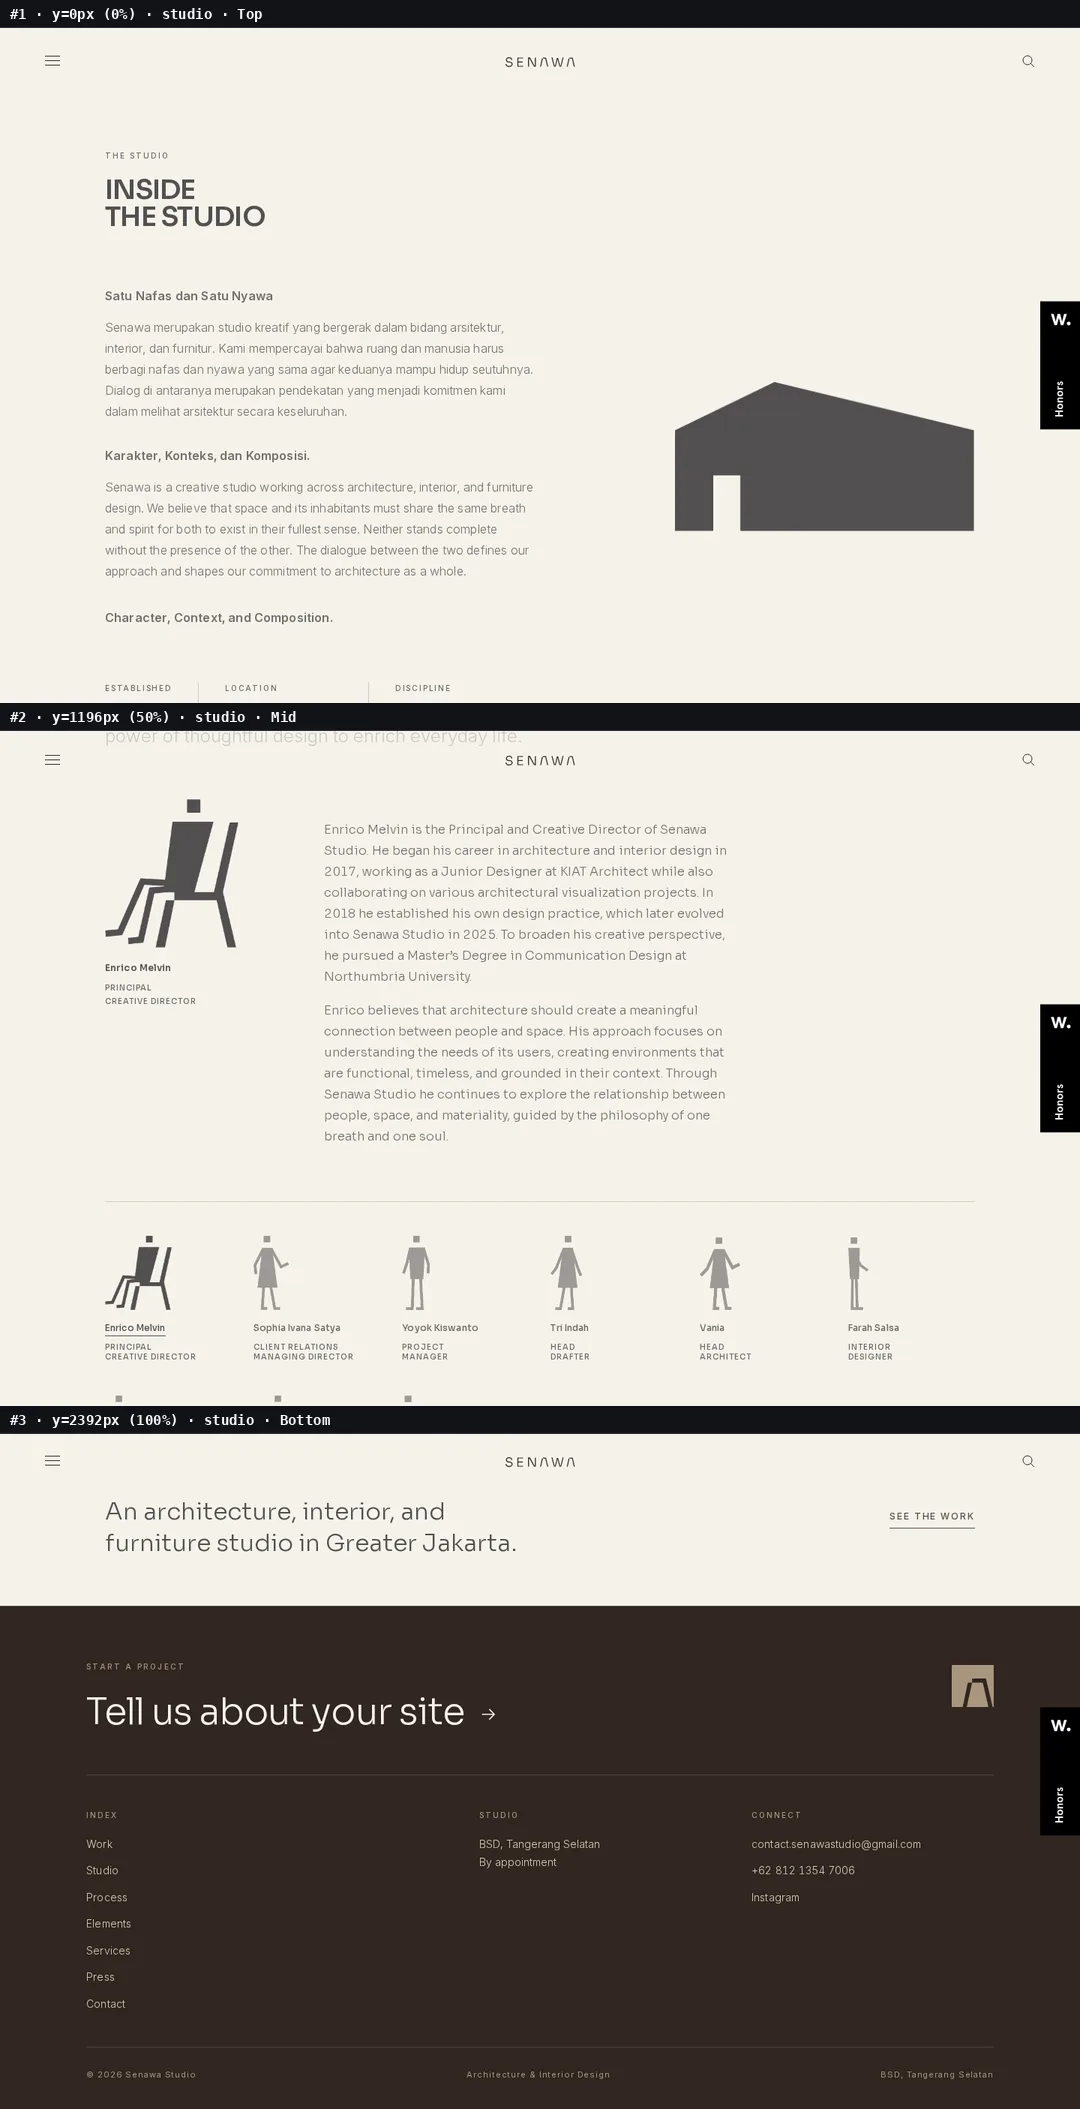 #1 · y=0px (0%) · studio · Top
SENAWA
THE STUDIO
INSIDE
THE STUDIO
Satu Nafas dan Satu Nyawa
Senawa merupakan studio kreatif yang bergerak dalam bidang arsitektur,
interior, dan furnitur. Kami mempercayai bahwa ruang dan manusia harus
berbagi nafas dan nyawa yang sama agar keduanya mampu hidup seutuhnya.
Dialog di antaranya merupakan pendekatan yang menjadi komitmen kami
dalam melihat arsitektur secara keseluruhan.
Karakter, Konteks, dan Komposisi.
Senawa is a creative studio working across architecture, interior, and furniture
design. We believe that space and its inhabitants must share the same breath
and spirit for both to exist in their fullest sense. Neither stands complete
without the presence of the other. The dialogue between the two defines our
approach and shapes our commitment to architecture as a whole.
Character, Context, and Composition.
ESTABLISHED
LOCATION
DISCIPLINE
W.
Honors
#2 · y=1196px (50%) · studio · Mid
power of thoughtful design to enrich everyday life.
SENAWA
Enrico Melvin
PRINCIPAL
CREATIVE DIRECTOR
Enrico Melvin is the Principal and Creative Director of Senawa
Studio. He began his career in architecture and interior design in
2017, working as a Junior Designer at KIAT Architect while also
collaborating on various architectural visualization projects. In
2018 he established his own design practice, which later evolved
into Senawa Studio in 2025. To broaden his creative perspective,
he pursued a Master's Degree in Communication Design at
Northumbria University.
Enrico believes that architecture should create a meaningful
connection between people and space. His approach focuses on
understanding the needs of its users, creating environments that
are functional, timeless, and grounded in their context. Through
Senawa Studio he continues to explore the relationship between
people, space, and materiality, guided by the philosophy of one
breath and one soul.
W.
Honors
Enrico Melvin
PRINCIPAL
CREATIVE DIRECTOR
Sophia Ivana Satya
CLIENT RELATIONS
MANAGING DIRECTOR
Yoyok Kiswanto
PROJECT
MANAGER
Tri Indah
HEAD
DRAFTER
Vania
HEAD
ARCHITECT
Farah Salsa
INTERIOR
DESIGNER
#3 · y=2392px (100%) · studio · Bottom
SENAWA
An architecture, interior, and
furniture studio in Greater Jakarta.
SEE THE WORK
START A PROJECT
Tell us about your site →
W.
Honors
INDEX
Work
Studio
Process
Elements
Services
Press
Contact
STUDIO
BSD, Tangerang Selatan
By appointment
CONNECT
contact.senawastudio@gmail.com
+62 812 1354 7006
Instagram
© 2026 Senawa Studio
Architecture & Interior Design
BSD, Tangerang Selatan